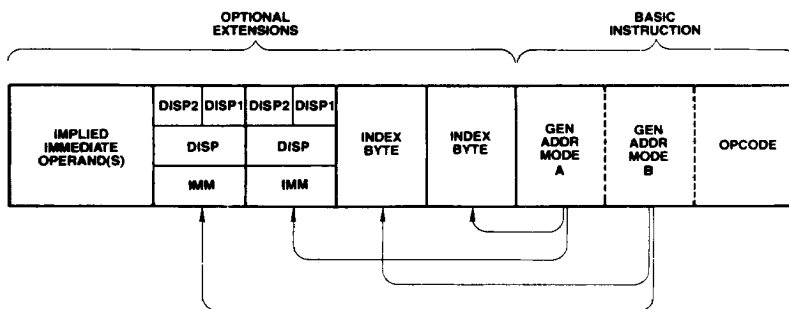 OPTIONAL
EXTENSIONS
BASIC
INSTRUCTION
IMPLIED
IMMEDIATE
OPERAND(S)
DISP2 DISP1
DISP
IMM
DISP2 DISP1
DISP
IMM
INDEX
BYTE
INDEX
BYTE
GEN
ADDR
MODE
A
GEN
ADDR
MODE
B
OPCODE